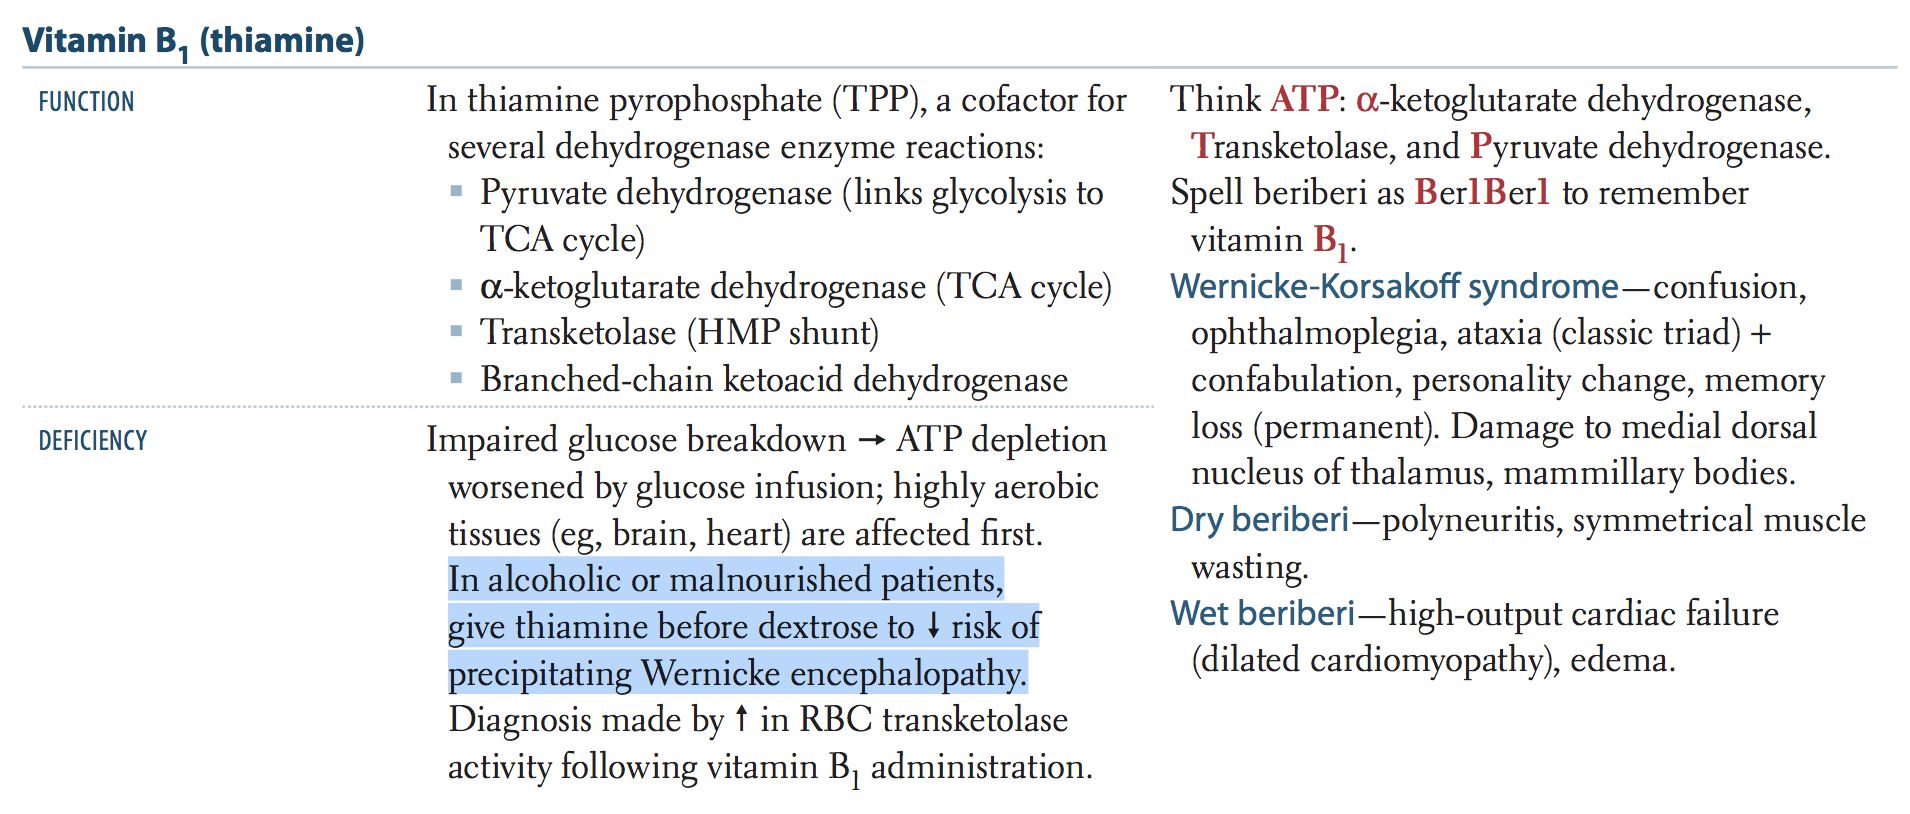 Vitamin B₁ (thiamine)
FUNCTION
In thiamine pyrophosphate (TPP), a cofactor for
several dehydrogenase enzyme reactions:
▪ Pyruvate dehydrogenase (links glycolysis to
TCA cycle)
▪ α-ketoglutarate dehydrogenase (TCA cycle)
▪ Transketolase (HMP shunt)
▪ Branched-chain ketoacid dehydrogenase
DEFICIENCY
Impaired glucose breakdown → ATP depletion
worsened by glucose infusion; highly aerobic
tissues (eg, brain, heart) are affected first.
In alcoholic or malnourished patients,
give thiamine before dextrose to ↓ risk of
precipitating Wernicke encephalopathy.
Diagnosis made by ↑ in RBC transketolase
activity following vitamin B₁ administration.
Think ATP: α-ketoglutarate dehydrogenase,
Transketolase, and Pyruvate dehydrogenase.
Spell beriberi as Ber1Ber1 to remember
vitamin B₁.
Wernicke-Korsakoff syndrome—confusion,
ophthalmoplegia, ataxia (classic triad) +
confabulation, personality change, memory
loss (permanent). Damage to medial dorsal
nucleus of thalamus, mammillary bodies.
Dry beriberi—polyneuritis, symmetrical muscle
wasting.
Wet beriberi—high-output cardiac failure
(dilated cardiomyopathy), edema.